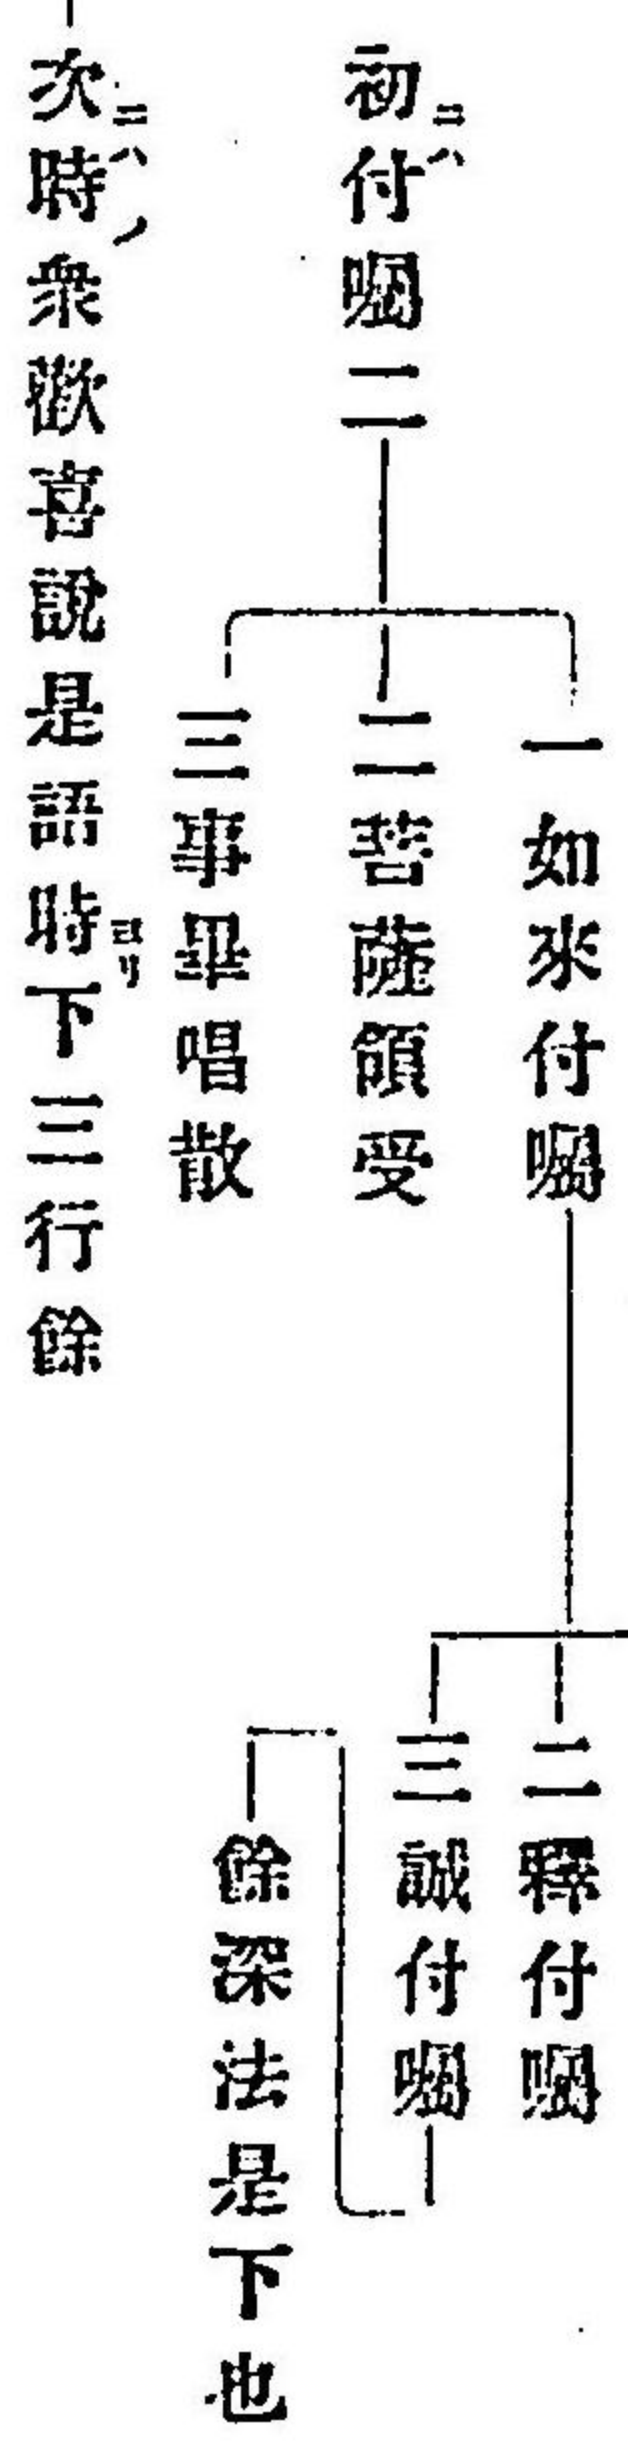 初ニハ付囑二
一如來付囑
二釋付囑
三誡付囑
餘深法是下也
二菩薩領受
三事畢唱散
次ニハ時ノ衆歡喜說是語時ヨリ下三行餘